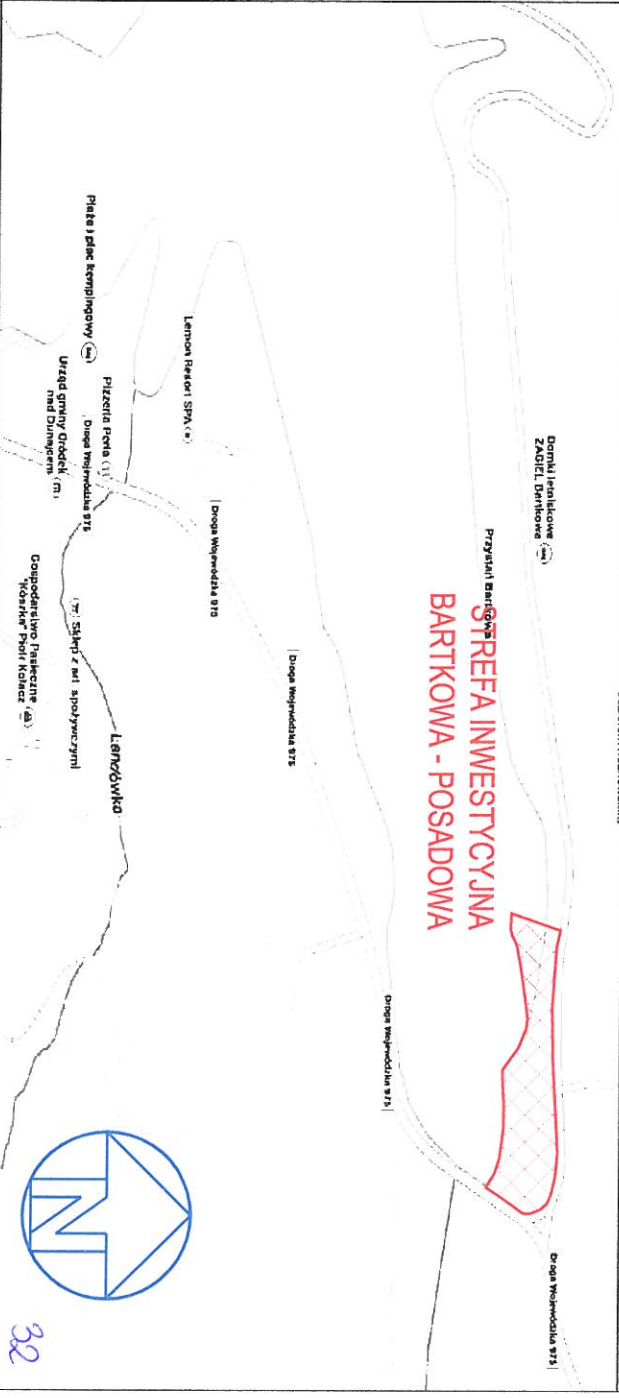 Domki letniskowe
ŻAGIEL Bartkowa
Przystań Bartkowa
STREFA INWESTYCYJNA
BARTKOWA - POSADOWA
Droga Wojewódzka 975
Droga Wojewódzka 975
Droga Wojewódzka 975
Droga Wojewódzka 975
Lemon Resort SPA
Plaża i plac kempingowy
Pizzeria Perła
Droga Wojewódzka 975
Urząd gminy Gródek
nad Dunajcem
Sklep z art. spożywczymi
Gospodarstwo Pasieczne
"Kószka" Piotr Kołacz
N
32